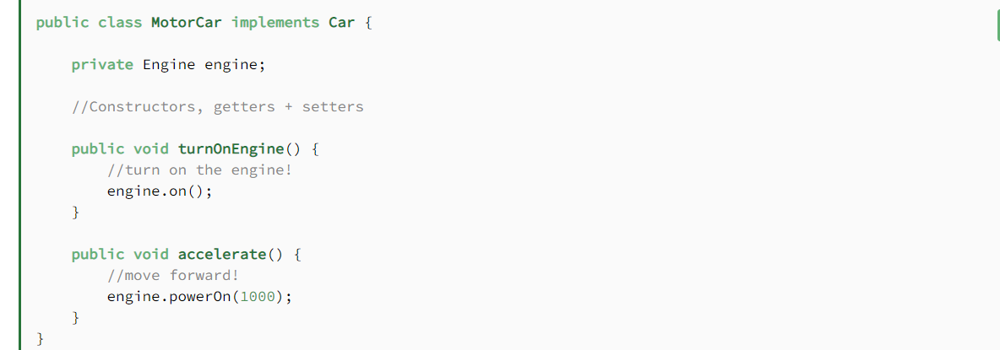 public class MotorCar implements Car {
private Engine engine;
//Constructors, getters + setters
public void turnOnEngine() {
//turn on the engine!
engine.on();
}
public void accelerate() {
//move forward!
engine.powerOn(1000);
}
}